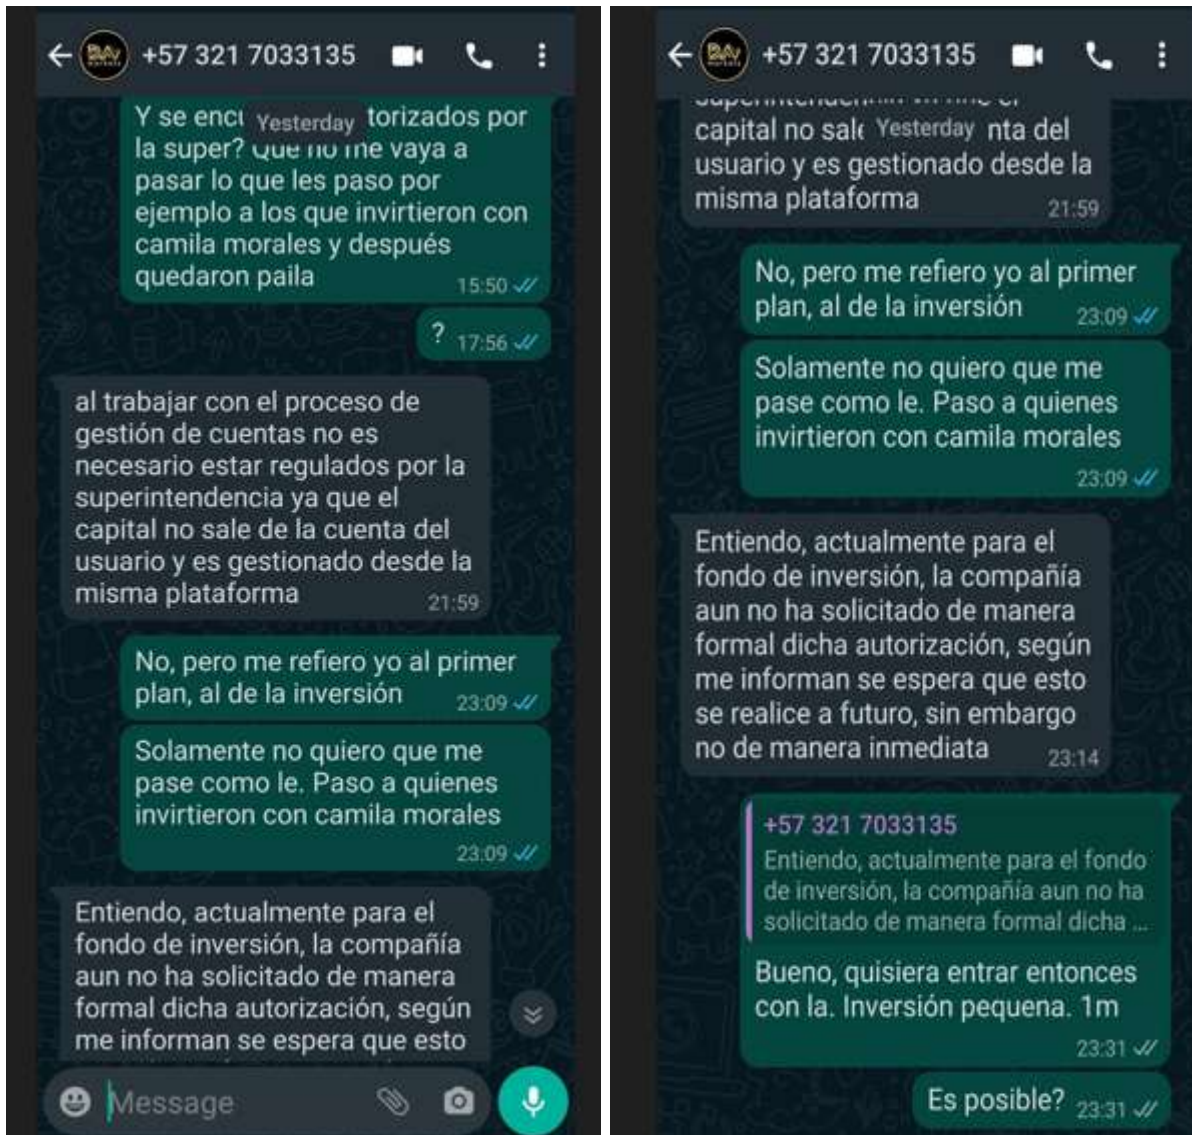 +57 321 7033135
Y se encu Yesterday torizados por
la super? Que no me vaya a
pasar lo que les paso por
ejemplo a los que invirtieron con
camila morales y después
quedaron paila
15:50
?
17:56
al trabajar con el proceso de
gestión de cuentas no es
necesario estar regulados por la
superintendencia ya que el
capital no sale de la cuenta del
usuario y es gestionado desde la
misma plataforma
21:59
No, pero me refiero yo al primer
plan, al de la inversión
23:09
Solamente no quiero que me
pase como le. Paso a quienes
invirtieron con camila morales
23:09
Entiendo, actualmente para el
fondo de inversión, la compañía
aun no ha solicitado de manera
formal dicha autorización, según
me informan se espera que esto
Message
+57 321 7033135
capital no sale Yesterday nta del
usuario y es gestionado desde la
misma plataforma
21:59
No, pero me refiero yo al primer
plan, al de la inversión
23:09
Solamente no quiero que me
pase como le. Paso a quienes
invirtieron con camila morales
23:09
Entiendo, actualmente para el
fondo de inversión, la compañía
aun no ha solicitado de manera
formal dicha autorización, según
me informan se espera que esto
se realice a futuro, sin embargo
no de manera inmediata
23:14
+57 321 7033135
Entiendo, actualmente para el fondo
de inversión, la compañía aun no ha
solicitado de manera formal dicha ...
Bueno, quisiera entrar entonces
con la. Inversión pequena. 1m
23:31
Es posible?
23:31